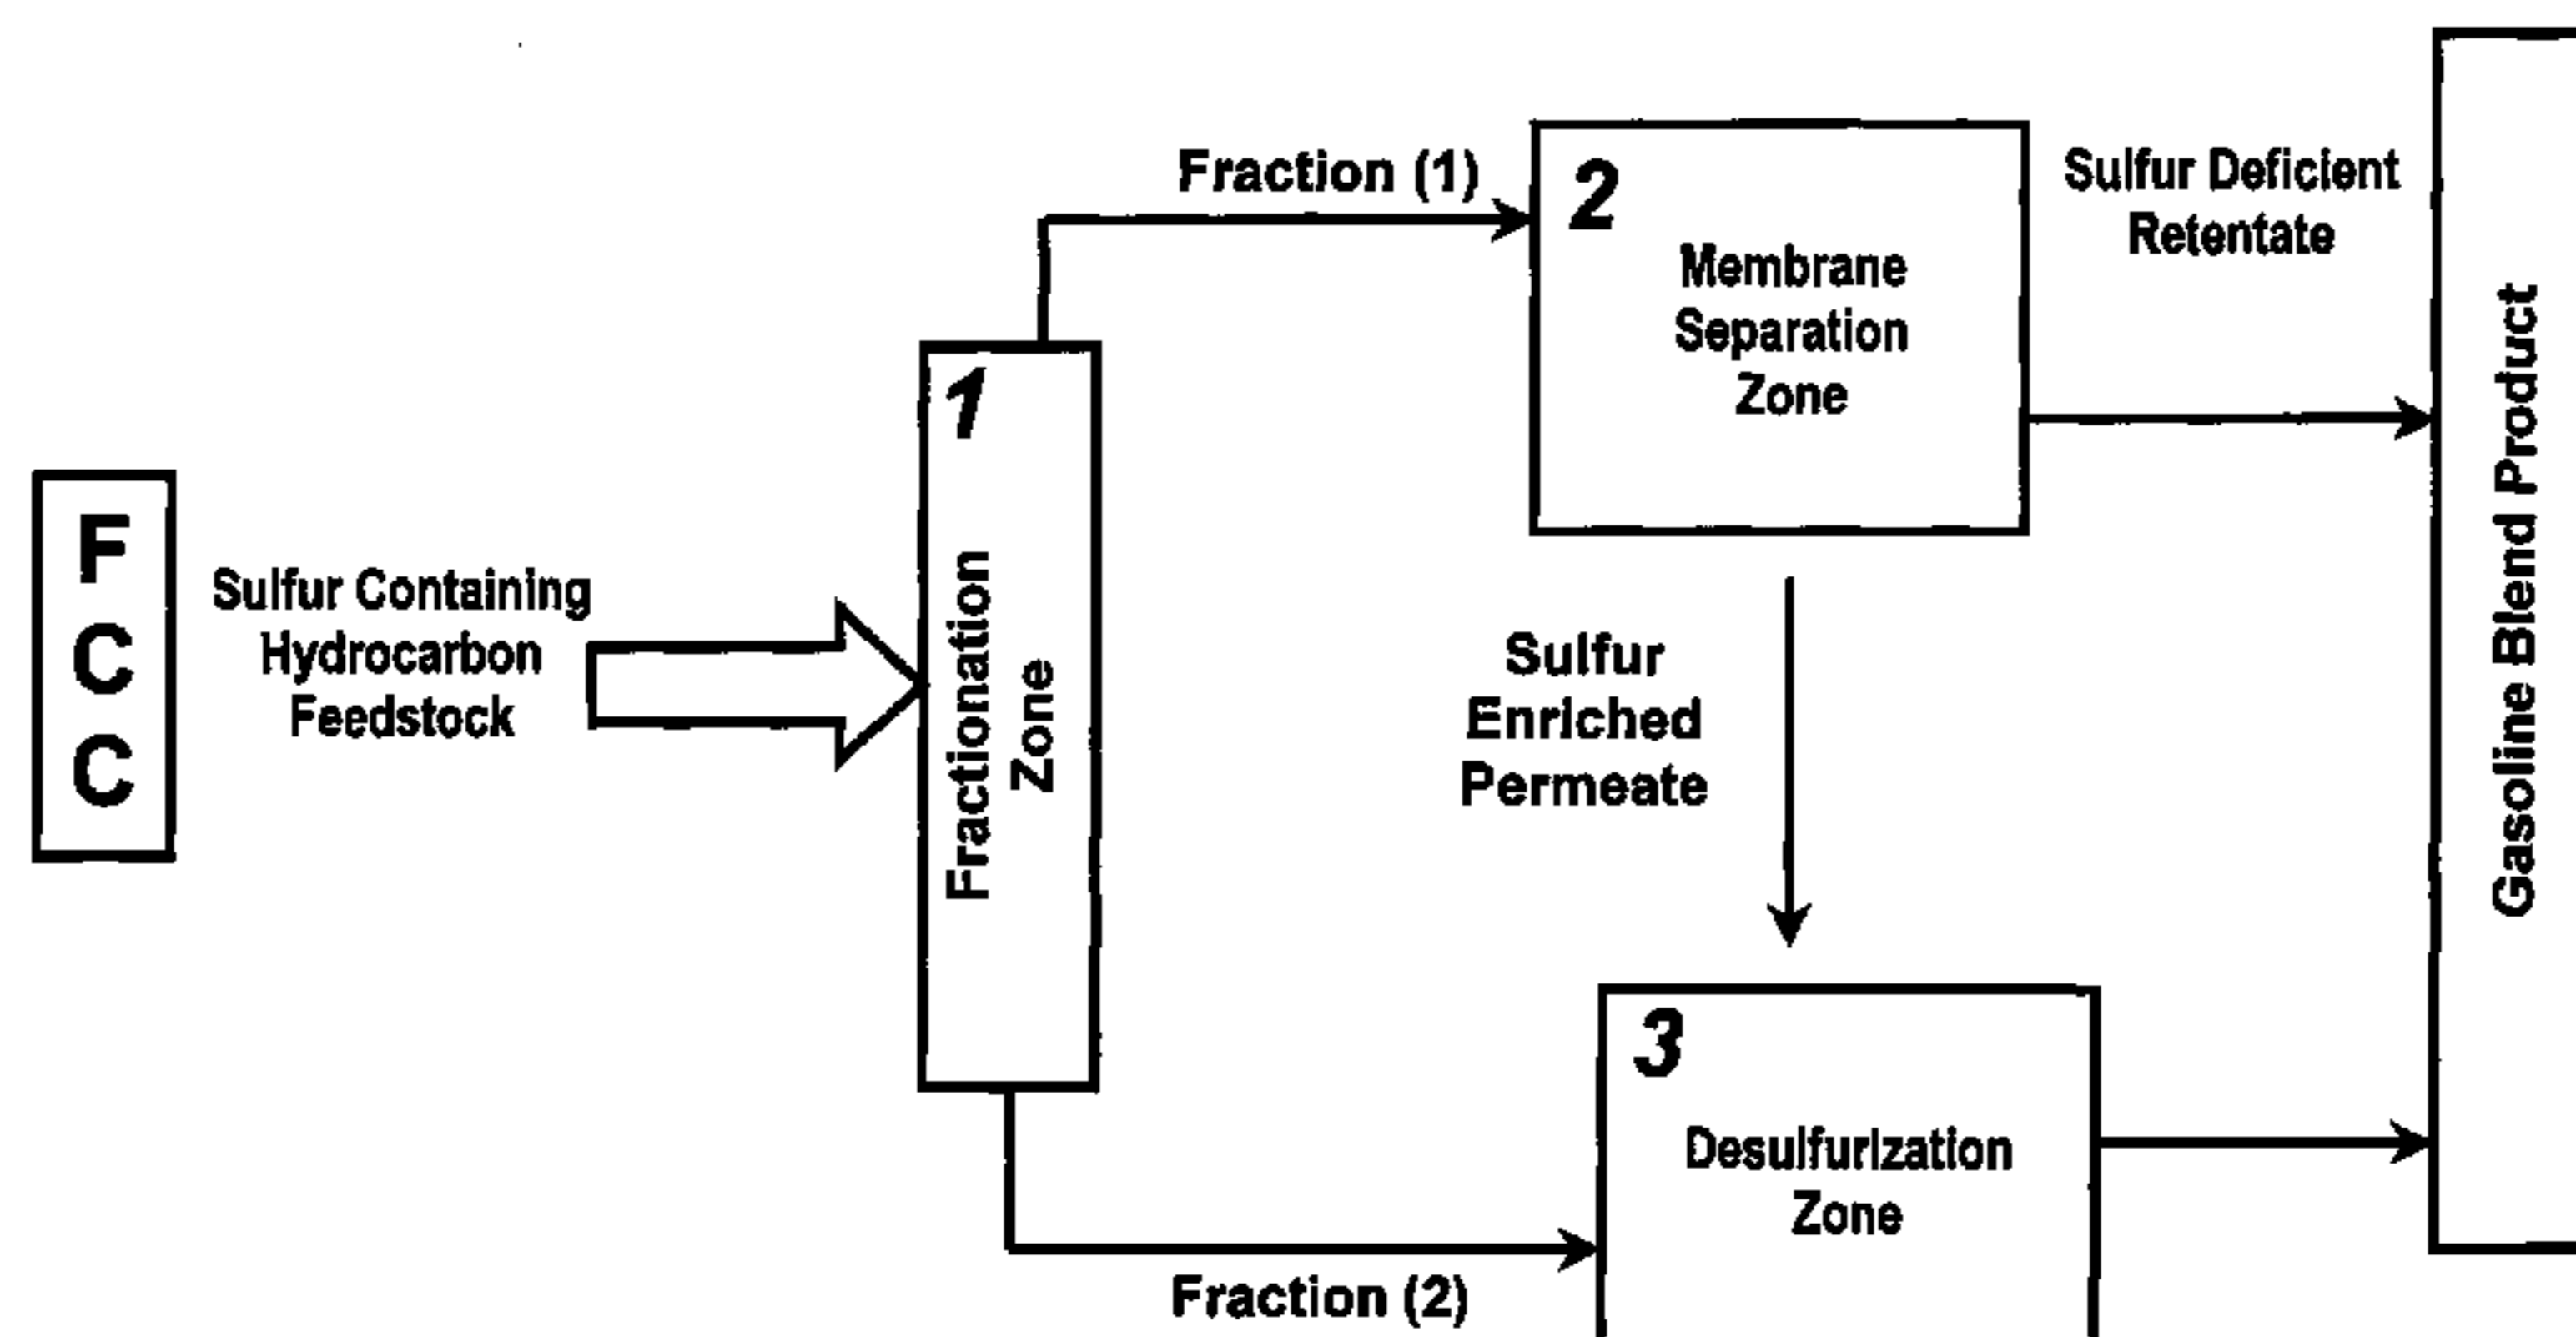 F
C
C
Sulfur Containing
Hydrocarbon
Feedstock
1
Fractionation
Zone
Fraction (1)
2
Membrane
Separation
Zone
Sulfur Deficient
Retentate
Sulfur
Enriched
Permeate
3
Desulfurization
Zone
Fraction (2)
Gasoline Blend Product